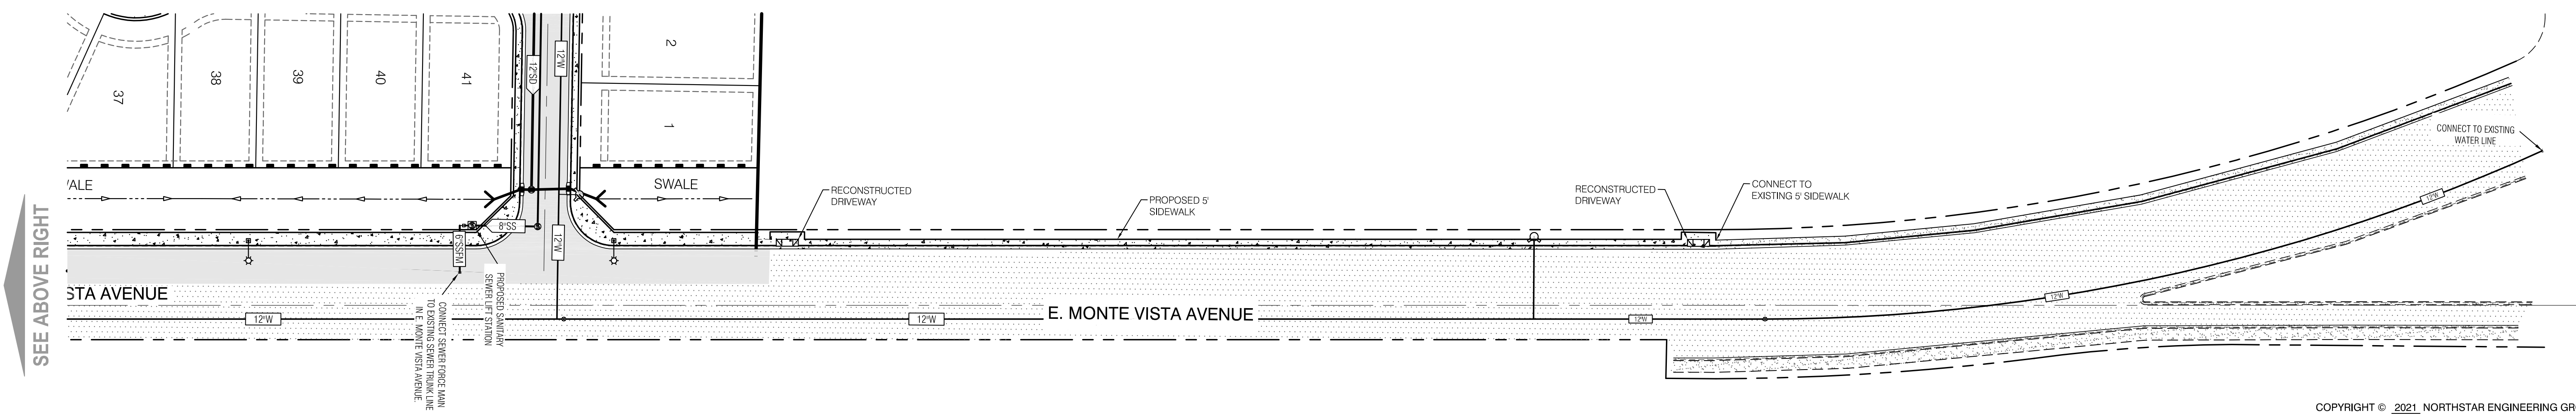 SEE ABOVE RIGHT
37
38
39
40
41
2
1
12"SD
12"W
VALE
SWALE
8"SS
6"SSFM
12"W
RECONSTRUCTED
DRIVEWAY
PROPOSED 5'
SIDEWALK
RECONSTRUCTED
DRIVEWAY
CONNECT TO
EXISTING 5' SIDEWALK
CONNECT TO EXISTING
WATER LINE
12"W
PROPOSED SANITARY
SEWER LIFT STATION
CONNECT SEWER FORCE MAIN
TO EXISTING SEWER TRUNK LINE
IN E. MONTE VISTA AVENUE.
STA AVENUE
12"W
12"W
E. MONTE VISTA AVENUE
12"W
12"W
COPYRIGHT © 2021 NORTHSTAR ENGINEERING GR